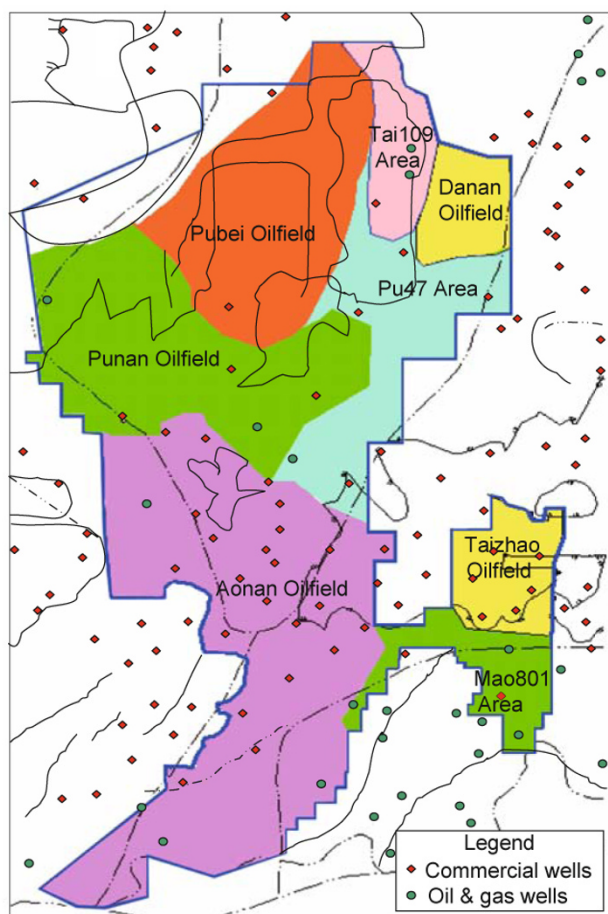 Tai109
Area
Danan
Oilfield
Pubei Oilfield
Pu47 Area
Punan Oilfield
Taizhao
Oilfield
Aonan Oilfield
Mao801
Area
Legend
Commercial wells
Oil & gas wells